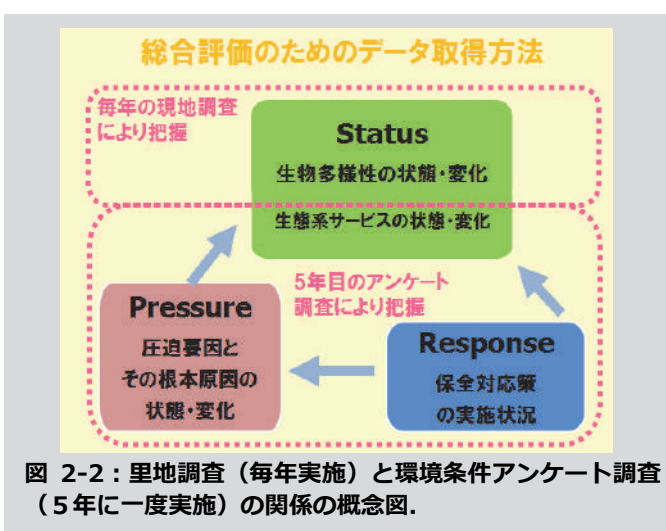 総合評価のためのデータ取得方法
毎年の現地調査
により把握
Status
生物多様性の状態・変化
生態系サービスの状態・変化
5年目のアンケート
調査により把握
Pressure
圧迫要因と
その根本原因の
状態・変化
Response
保全対応策
の実施状況
図 2-2：里地調査（毎年実施）と環境条件アンケート調査
（５年に一度実施）の関係の概念図.